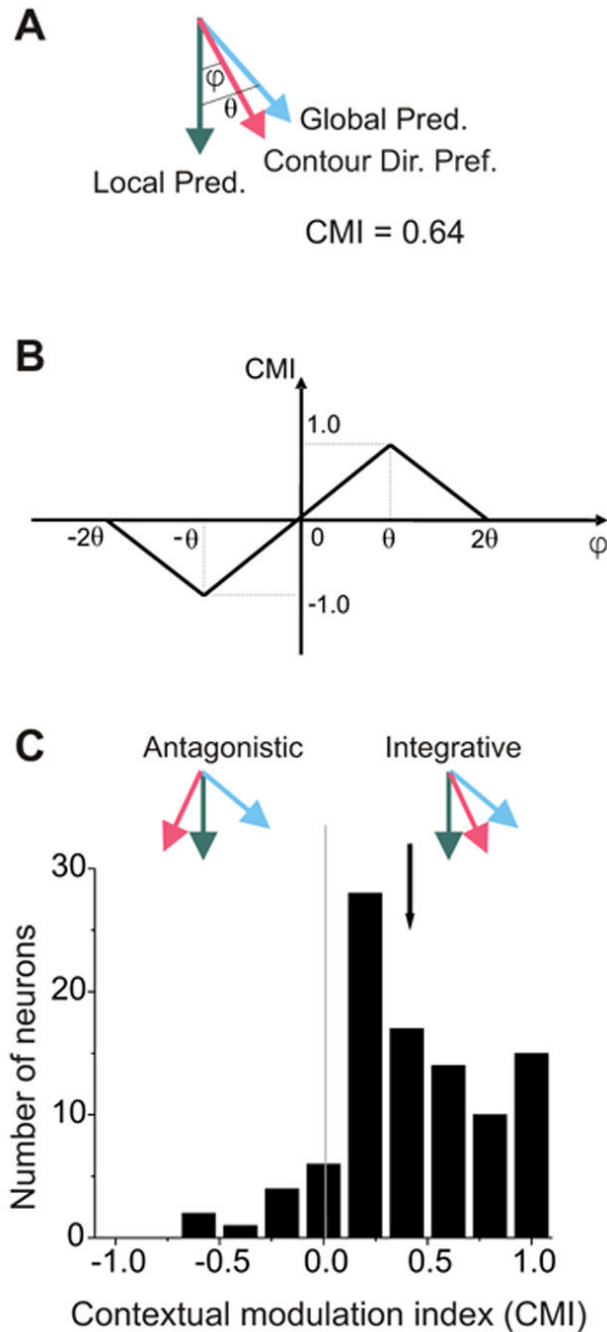 A
φ
θ
Global Pred.
Contour Dir. Pref.
Local Pred.
CMI = 0.64
B
CMI
1.0
-2θ
-θ
0
θ
2θ
φ
-1.0
C
Antagonistic
Integrative
30
20
10
0
Number of neurons
-1.0
-0.5
0.0
0.5
1.0
Contextual modulation index (CMI)